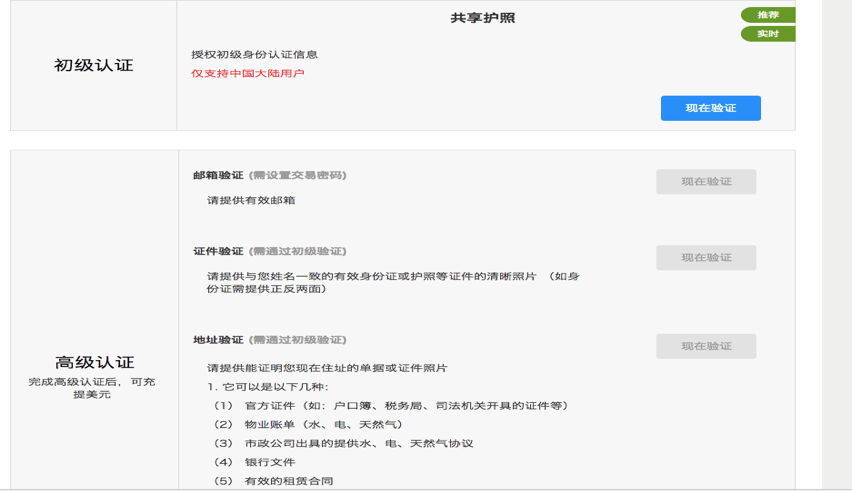 共享护照
推荐
实时
初级认证
授权初级身份认证信息
仅支持中国大陆用户
现在验证
邮箱验证 (需设置交易密码)
现在验证
请提供有效邮箱
证件验证 (需通过初级验证)
现在验证
请提供与您姓名一致的有效身份证或护照等证件的清晰照片 （如身
份证需提供正反两面）
地址验证 (需通过初级验证)
现在验证
高级认证
完成高级认证后，可充
提美元
请提供能证明您现在住址的单据或证件照片
1. 它可以是以下几种：
（1） 官方证件（如：户口簿、税务局、司法机关开具的证件等）
（2） 物业账单（水、电、天然气）
（3） 市政公司出具的提供水、电、天然气协议
（4） 银行文件
（5） 有效的租赁合同